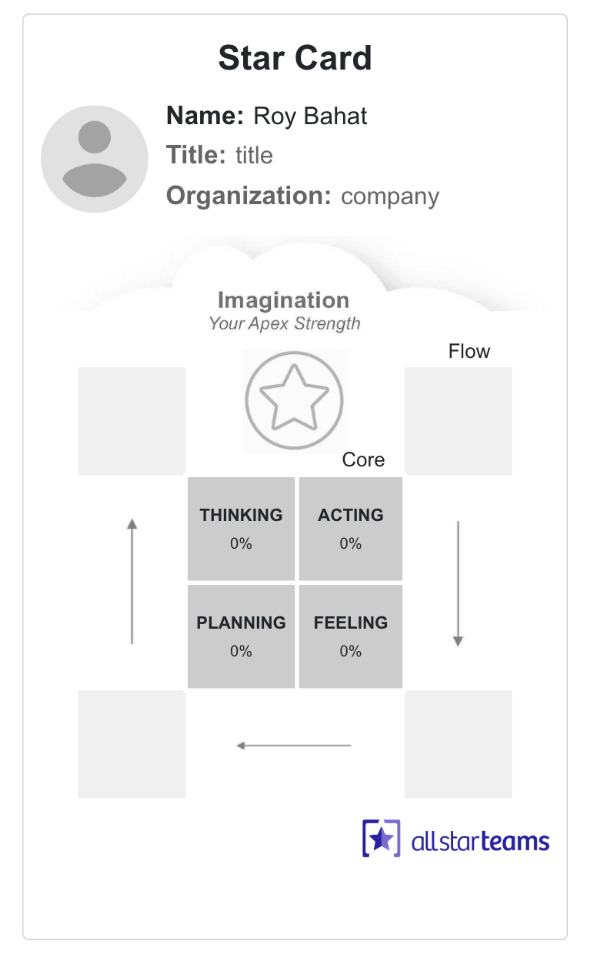 Star Card
Name: Roy Bahat
Title: title
Organization: company
Imagination
Your Apex Strength
Flow
Core
THINKING
0%
ACTING
0%
PLANNING
0%
FEELING
0%
allstarteams